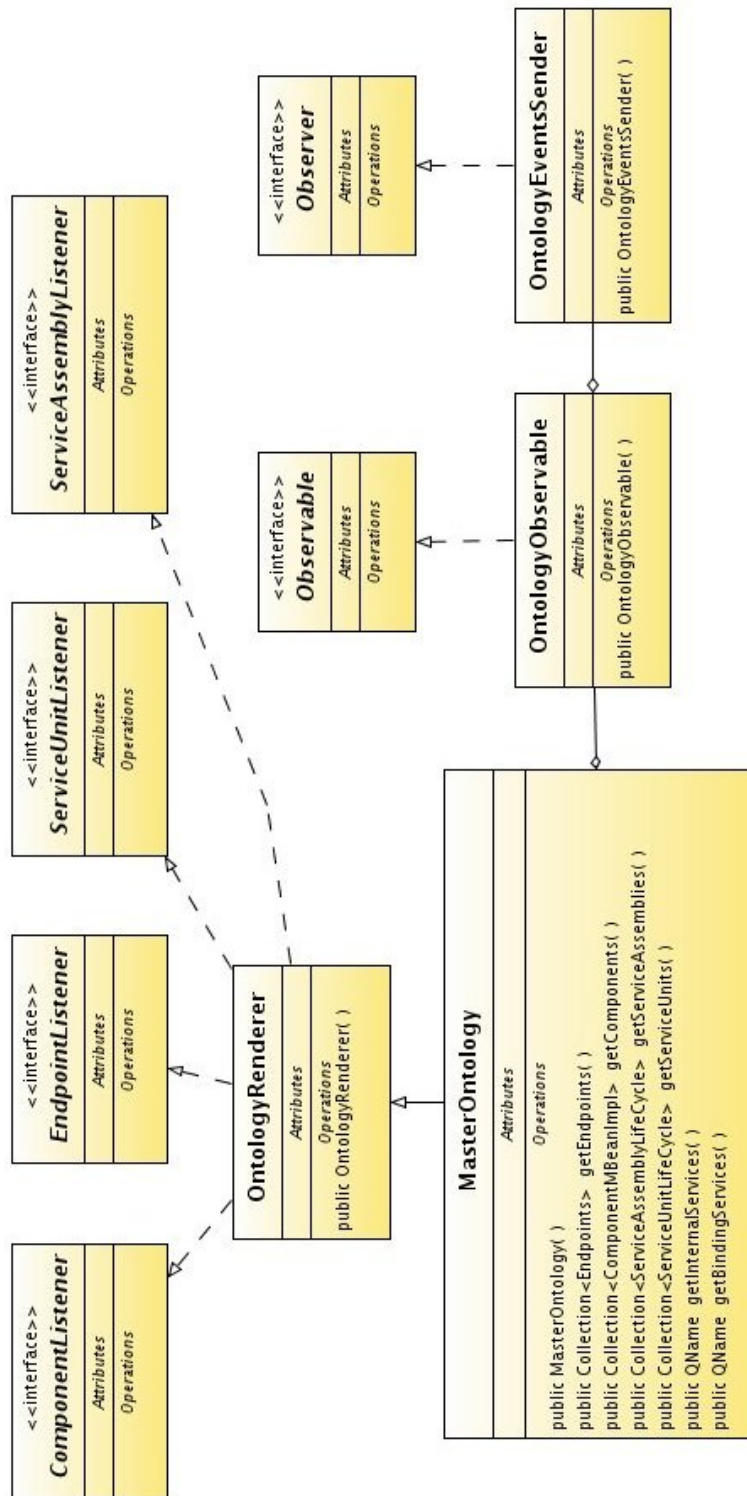 <<interface>>
ComponentListener
Attributes
Operations
<<interface>>
EndpointListener
Attributes
Operations
<<interface>>
ServiceUnitListener
Attributes
Operations
<<interface>>
ServiceAssemblyListener
Attributes
Operations
OntologyRenderer
Attributes
Operations
public OntologyRenderer( )
<<interface>>
Observable
Attributes
Operations
<<interface>>
Observer
Attributes
Operations
MasterOntology
Attributes
Operations
public MasterOntology( )
public Collection<Endpoints> getEndpoints( )
public Collection<ComponentMBeanImpl> getComponents( )
public Collection<ServiceAssemblyLifeCycle> getServiceAssemblies( )
public Collection<ServiceUnitLifeCycle> getServiceUnits( )
public QName getInternalServices( )
public QName getBindingServices( )
OntologyObservable
Attributes
Operations
public OntologyObservable( )
OntologyEventsSender
Attributes
Operations
public OntologyEventsSender( )